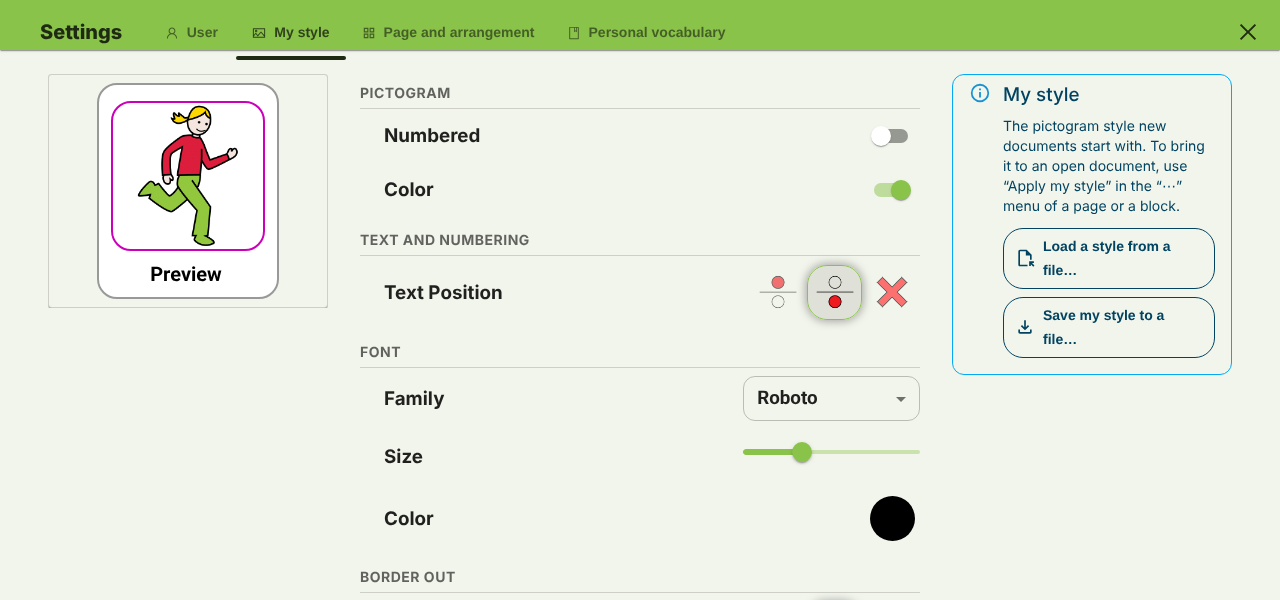 Settings
User
My style
Page and arrangement
Personal vocabulary
Preview
PICTOGRAM
Numbered
Color
TEXT AND NUMBERING
Text Position
FONT
Family
Roboto
Size
Color
BORDER OUT
My style
The pictogram style new
documents start with. To bring
it to an open document, use
“Apply my style” in the “···”
menu of a page or a block.
Load a style from a
file…
Save my style to a
file…